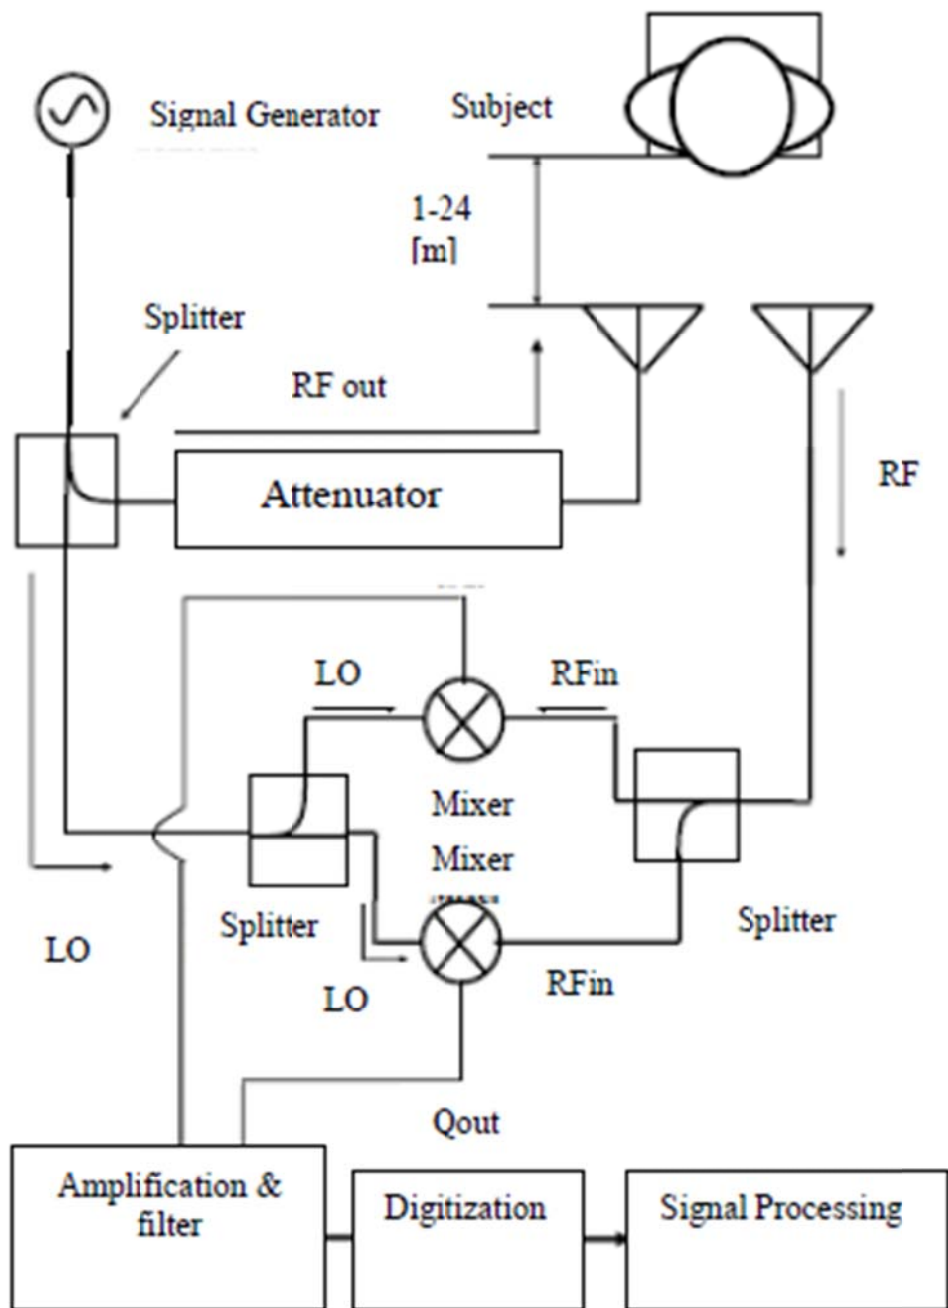 Signal Generator
Subject
1-24
[m]
Splitter
RF out
Attenuator
RF
LO
RFin
Mixer
Mixer
Splitter
Splitter
LO
LO
RFin
Qout
Amplification &
filter
Digitization
Signal Processing